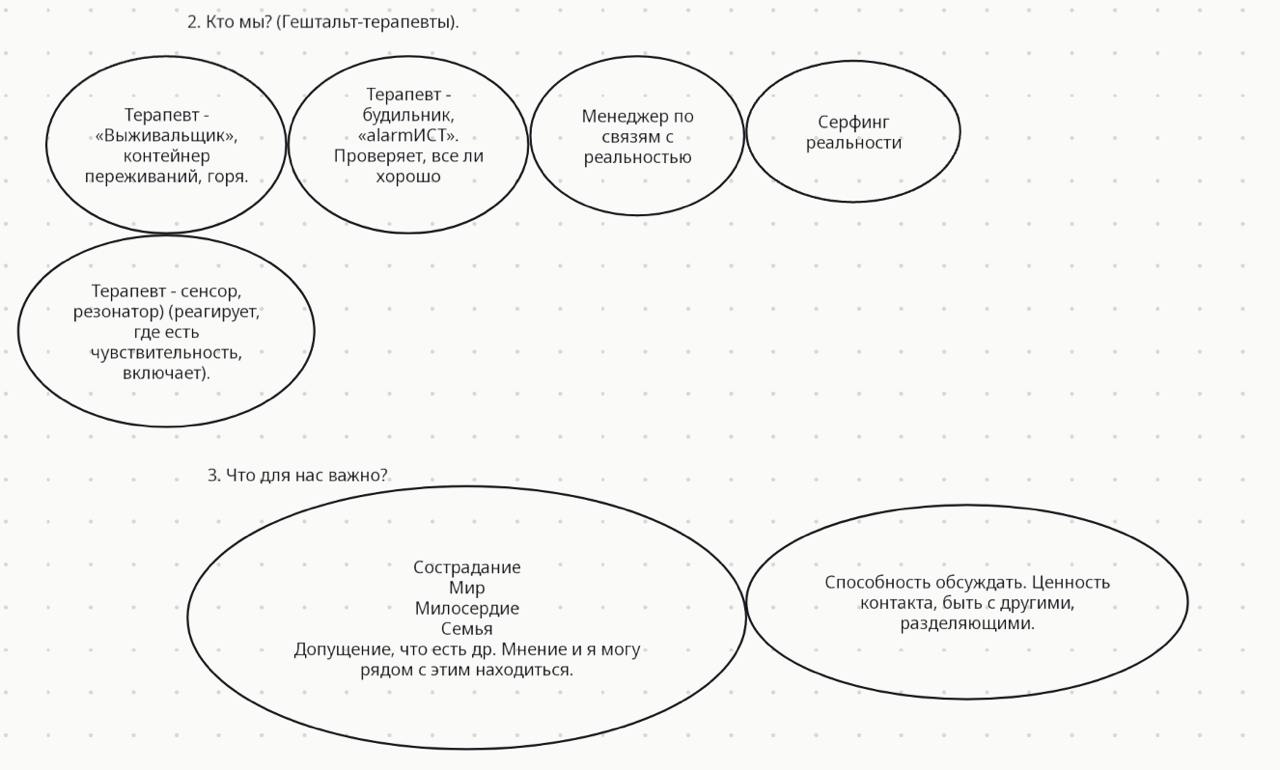 2. Кто мы? (Гештальт-терапевты).
Терапевт -
«Выживальщик»,
контейнер
переживаний, горя.
Терапевт -
будильник,
«alarmИСТ».
Проверяет, все ли
хорошо
Менеджер по
связям с
реальностью
Серфинг
реальности
Терапевт - сенсор,
резонатор) (реагирует,
где есть
чувствительность,
включает).
3. Что для нас важно?
Сострадание
Мир
Милосердие
Семья
Допущение, что есть др. Мнение и я могу
рядом с этим находиться.
Способность обсуждать. Ценность
контакта, быть с другими,
разделяющими.